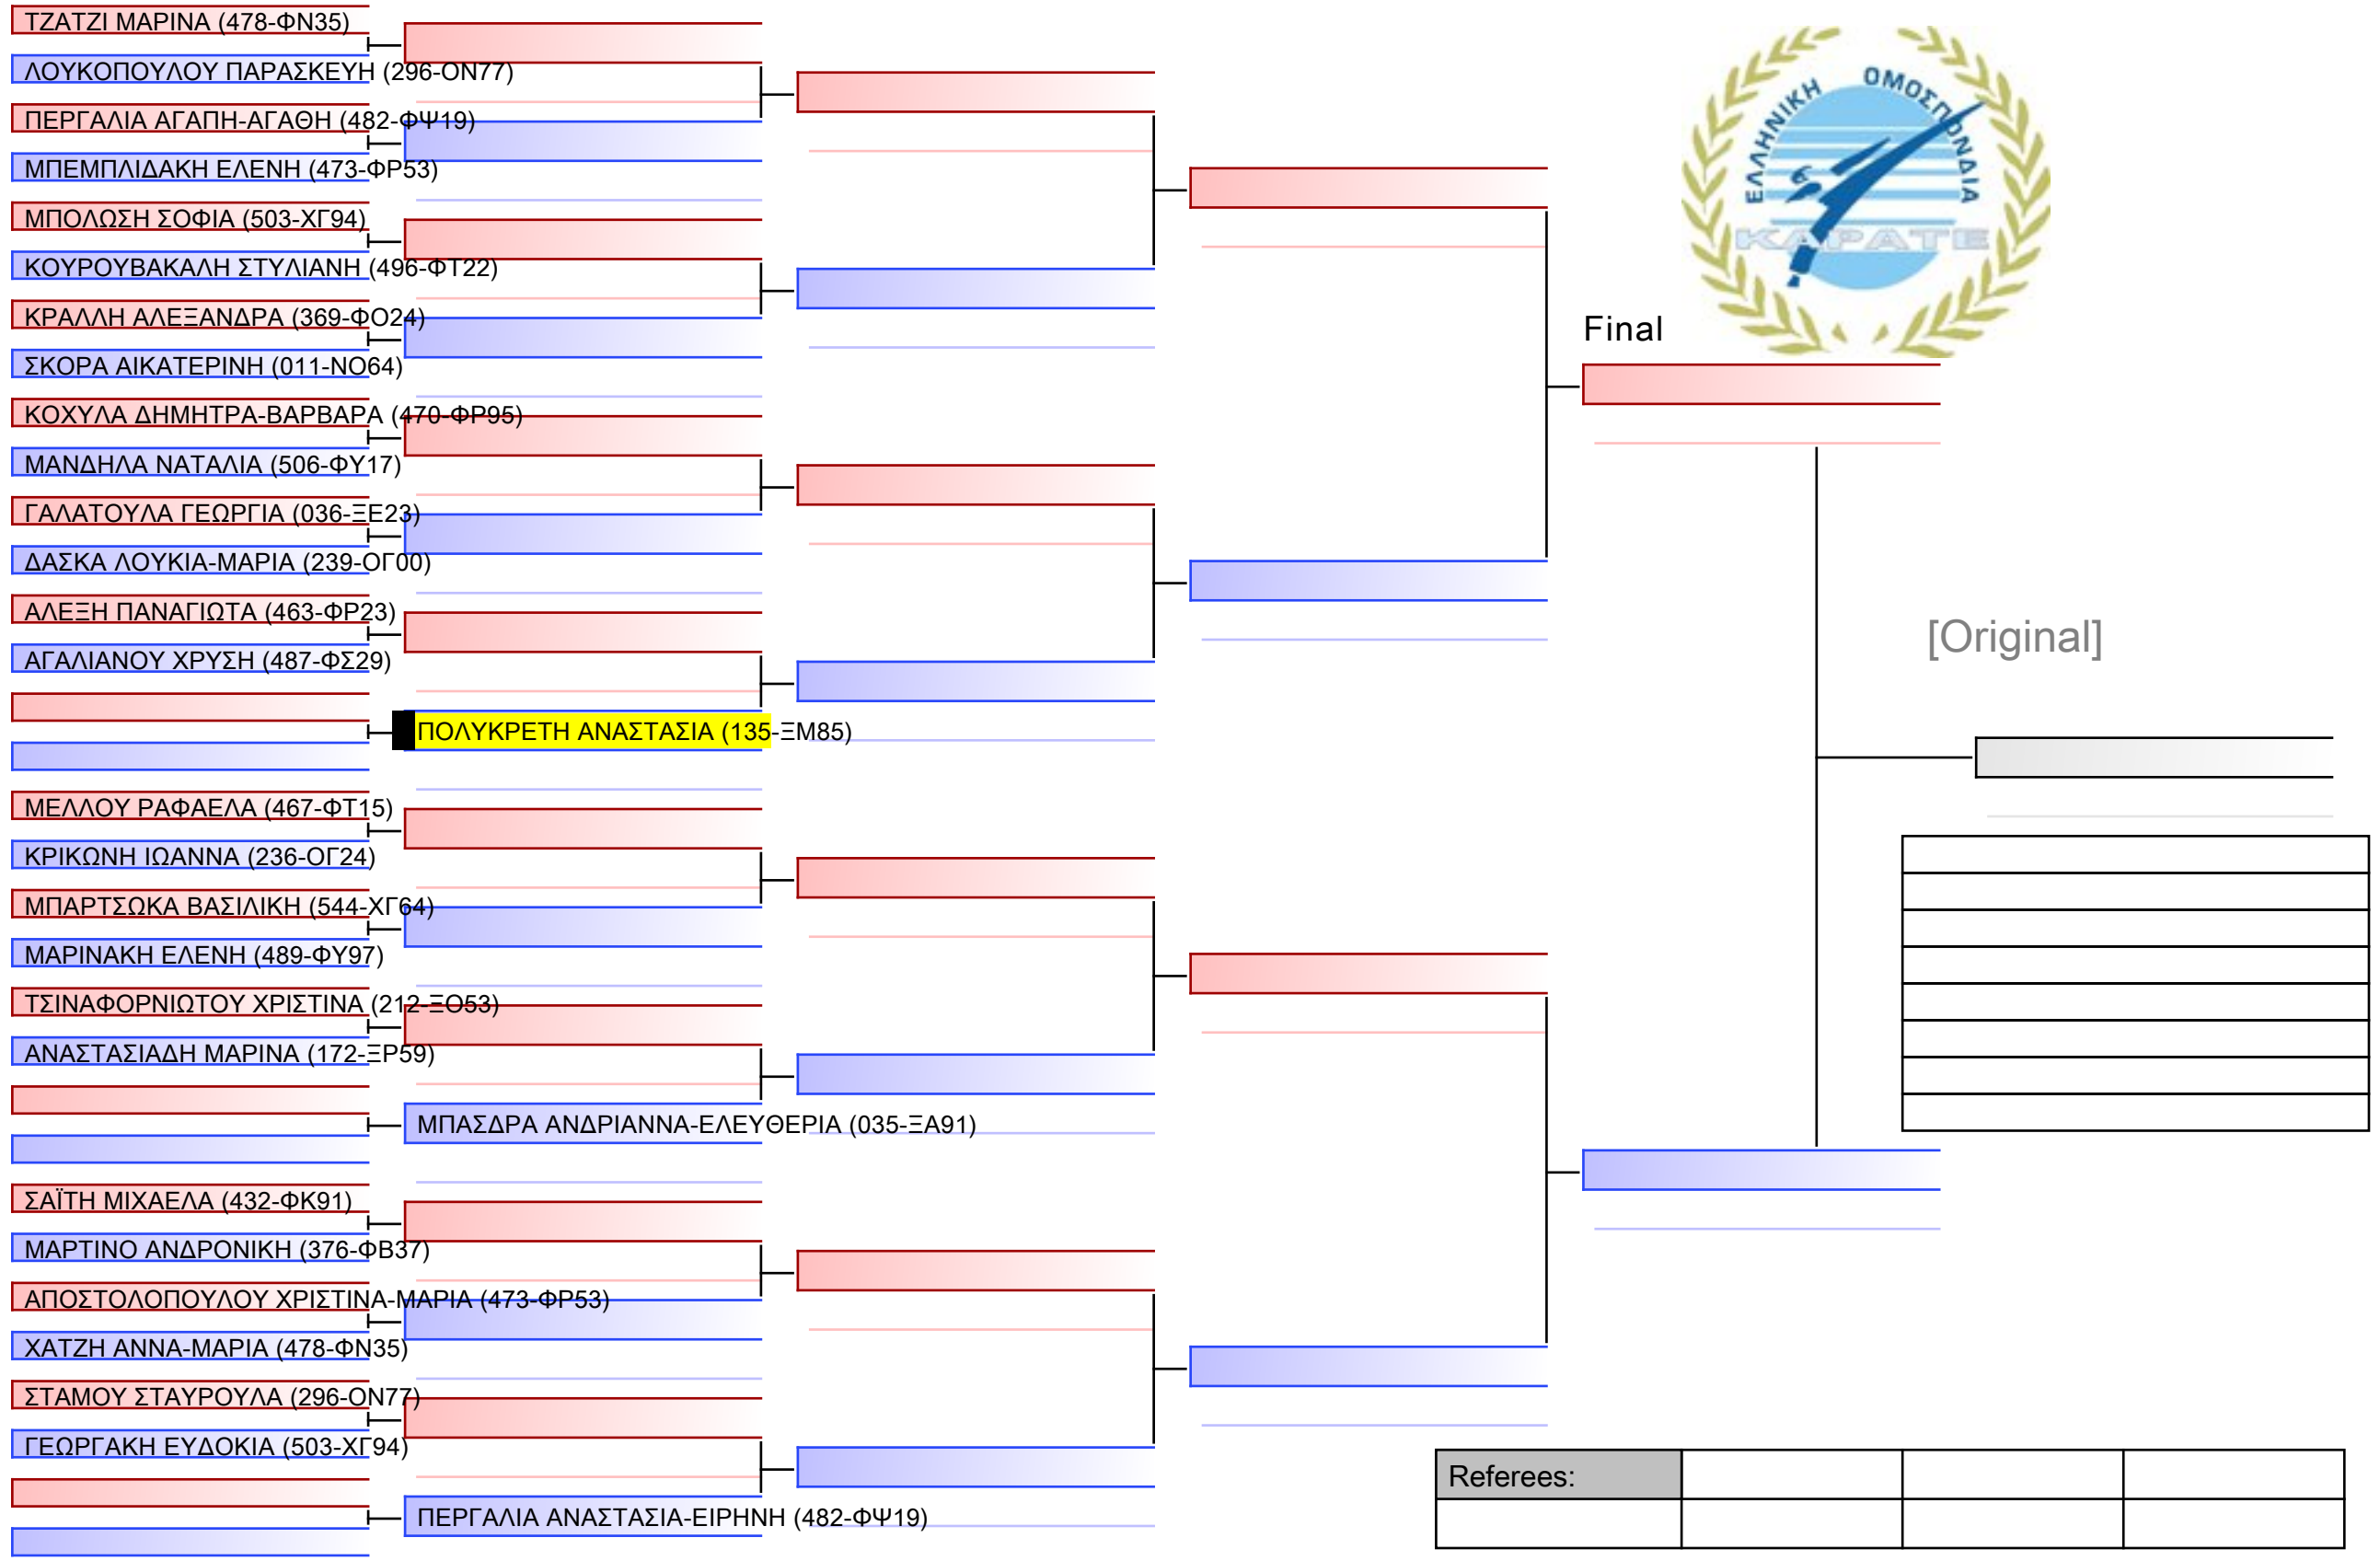 ΤΖΑΤΖΙ ΜΑΡΙΝΑ (478-ΦΝ35)
ΛΟΥΚΟΠΟΥΛΟΥ ΠΑΡΑΣΚΕΥΗ (296-ΟΝ77)
ΠΕΡΓΑΛΙΑ ΑΓΑΠΗ-ΑΓΑΘΗ (482-ΦΨ19)
ΜΠΕΜΠΛΙΔΑΚΗ ΕΛΕΝΗ (473-ΦΡ53)
ΜΠΟΛΩΣΗ ΣΟΦΙΑ (503-ΧΓ94)
ΚΟΥΡΟΥΒΑΚΑΛΗ ΣΤΥΛΙΑΝΗ (496-ΦΤ22)
ΚΡΑΛΛΗ ΑΛΕΞΑΝΔΡΑ (369-ΦΟ24)
ΣΚΟΡΑ ΑΙΚΑΤΕΡΙΝΗ (011-ΝΟ64)
ΚΟΧΥΛΑ ΔΗΜΗΤΡΑ-ΒΑΡΒΑΡΑ (470-ΦΡ95)
ΜΑΝΔΗΛΑ ΝΑΤΑΛΙΑ (506-ΦΥ17)
ΓΑΛΑΤΟΥΛΑ ΓΕΩΡΓΙΑ (036-ΞΕ23)
ΔΑΣΚΑ ΛΟΥΚΙΑ-ΜΑΡΙΑ (239-ΟΓ00)
ΑΛΕΞΗ ΠΑΝΑΓΙΩΤΑ (463-ΦΡ23)
ΑΓΑΛΙΑΝΟΥ ΧΡΥΣΗ (487-ΦΣ29)
ΠΟΛΥΚΡΕΤΗ ΑΝΑΣΤΑΣΙΑ (135-ΞΜ85)
ΜΕΛΛΟΥ ΡΑΦΑΕΛΑ (467-ΦΤ15)
ΚΡΙΚΩΝΗ ΙΩΑΝΝΑ (236-ΟΓ24)
ΜΠΑΡΤΣΩΚΑ ΒΑΣΙΛΙΚΗ (544-ΧΓ64)
ΜΑΡΙΝΑΚΗ ΕΛΕΝΗ (489-ΦΥ97)
ΤΣΙΝΑΦΟΡΝΙΩΤΟΥ ΧΡΙΣΤΙΝΑ (212-ΞΟ53)
ΑΝΑΣΤΑΣΙΑΔΗ ΜΑΡΙΝΑ (172-ΞΡ59)
ΜΠΑΣΔΡΑ ΑΝΔΡΙΑΝΝΑ-ΕΛΕΥΘΕΡΙΑ (035-ΞΑ91)
ΣΑΪΤΗ ΜΙΧΑΕΛΑ (432-ΦΚ91)
ΜΑΡΤΙΝΟ ΑΝΔΡΟΝΙΚΗ (376-ΦΒ37)
ΑΠΟΣΤΟΛΟΠΟΥΛΟΥ ΧΡΙΣΤΙΝΑ-ΜΑΡΙΑ (473-ΦΡ53)
ΧΑΤΖΗ ΑΝΝΑ-ΜΑΡΙΑ (478-ΦΝ35)
ΣΤΑΜΟΥ ΣΤΑΥΡΟΥΛΑ (296-ΟΝ77)
ΓΕΩΡΓΑΚΗ ΕΥΔΟΚΙΑ (503-ΧΓ94)
ΠΕΡΓΑΛΙΑ ΑΝΑΣΤΑΣΙΑ-ΕΙΡΗΝΗ (482-ΦΨ19)
ΕΛΛΗΝΙΚΗ ΟΜΟΣΠΟΝΔΙΑ
ΚΑΡΑΤΕ
Final
[Original]
Referees: